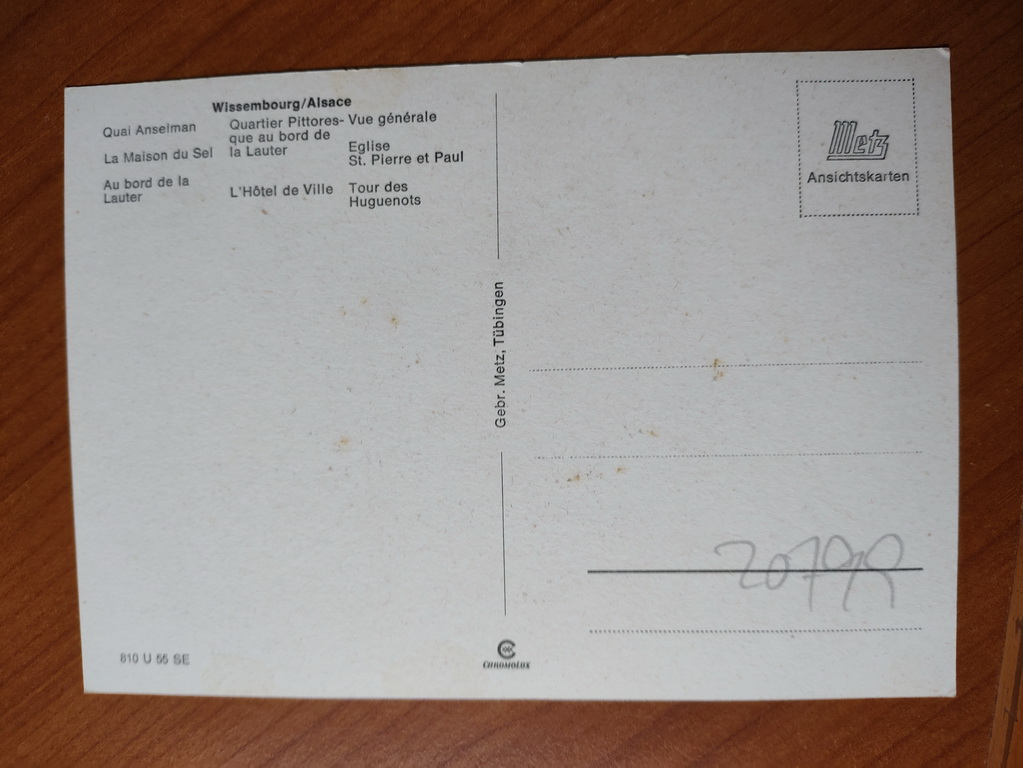 Wissembourg/Alsace
Quai Anselman
La Maison du Sel
Au bord de la
Lauter
Quartier Pittores-
que au bord de
la Lauter
L'Hôtel de Ville
Vue générale
Eglise
St. Pierre et Paul
Tour des
Huguenots
Gebr. Metz, Tübingen
Metz
Ansichtskarten
810 U 55 SE
CHROMOLUX